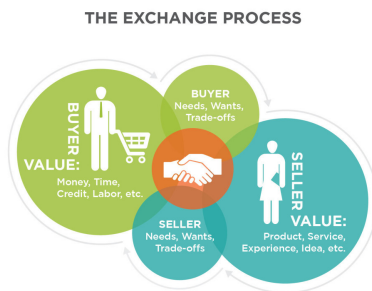 THE EXCHANGE PROCESS
BUYER
Needs, Wants,
Trade-offs
BUYER
VALUE:
Money, Time,
Credit, Labor, etc.
SELLER
VALUE:
Product, Service,
Experience, Idea, etc.
SELLER
Needs, Wants,
Trade-offs